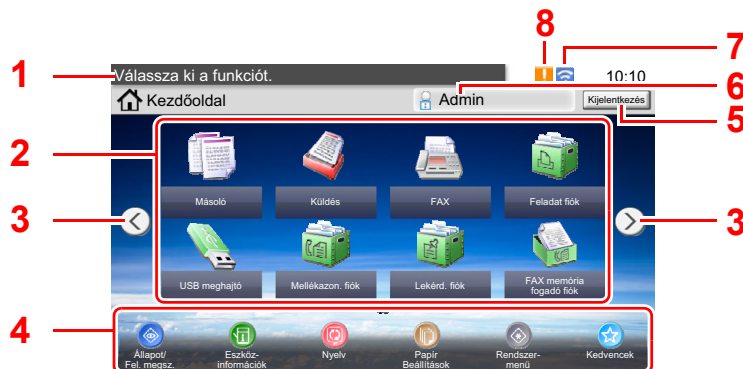 8
7
1
Válassza ki a funkciót.
10:10
6
Kezdőoldal
Admin
Kijelentkezés
5
2
Másoló
Küldés
FAX
Feladat fiók
3
3
USB meghajtó
Mellékazon. fiók
Lekérd. fiók
FAX memória
fogadó fiók
4
Állapot/
Fel. megsz.
Eszköz-
információk
Nyelv
Papír
Beállítások
Rendszer-
menü
Kedvencek